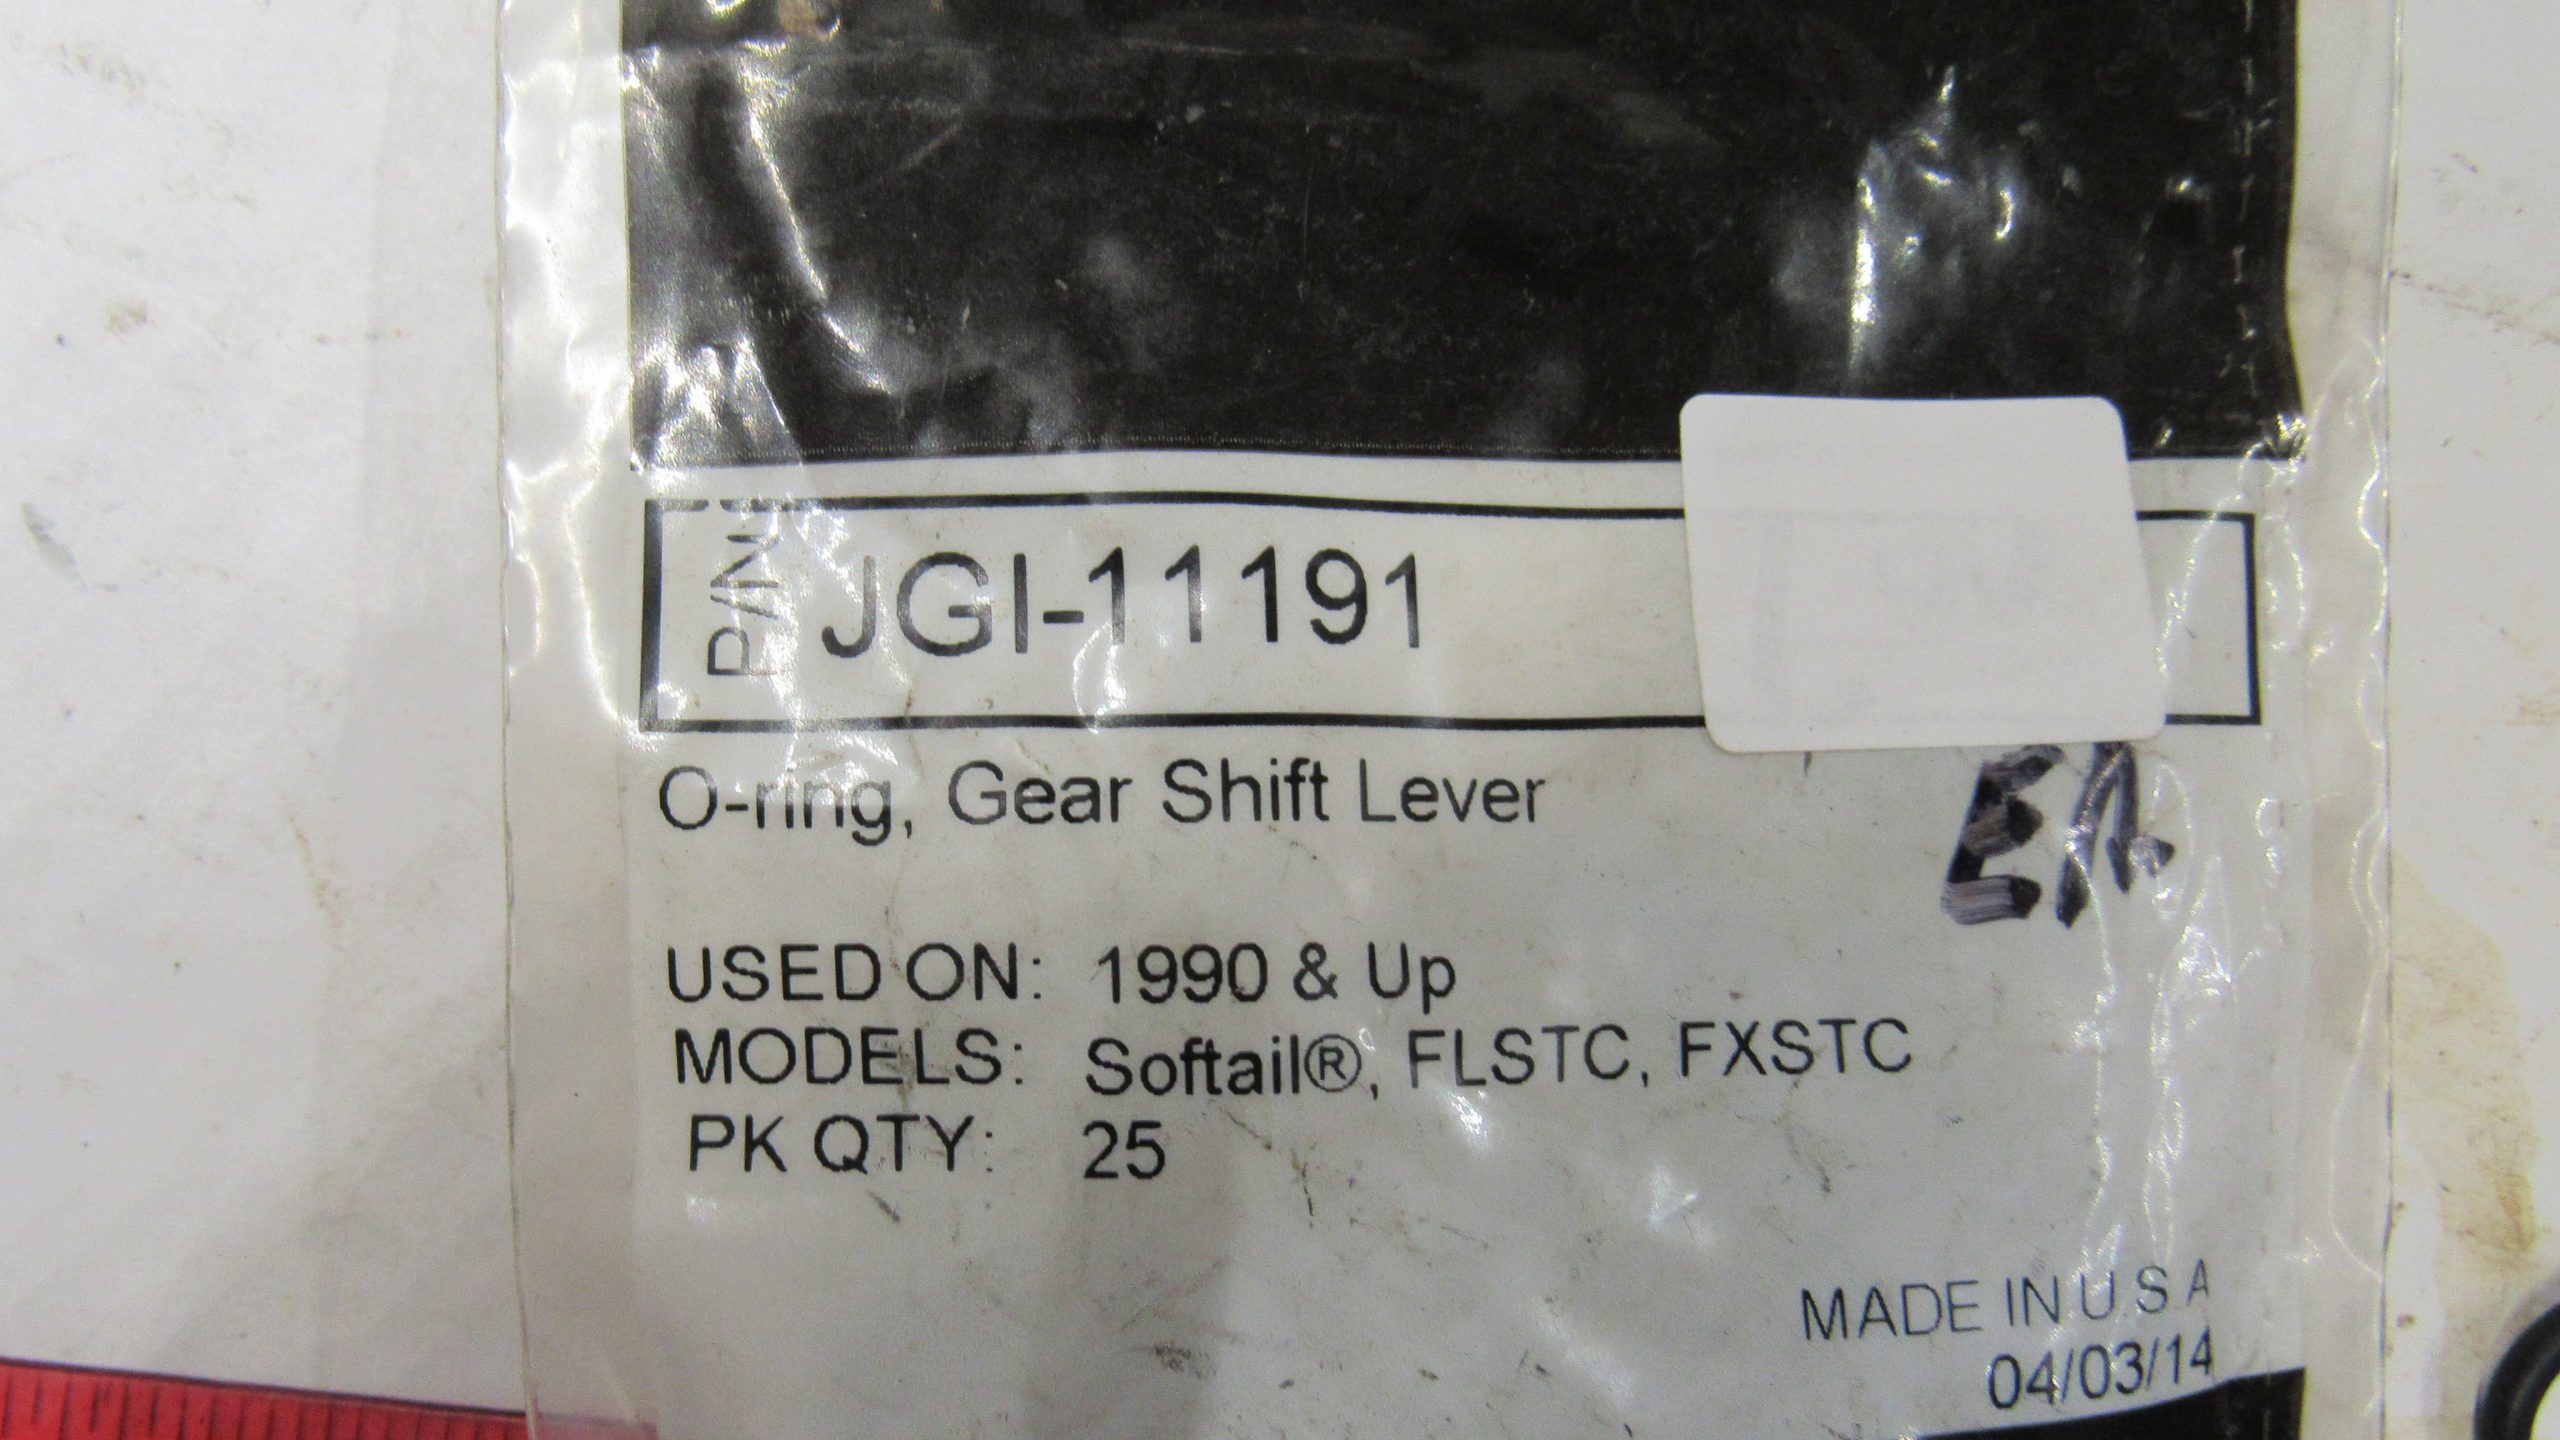 P/N:
JGI-11191
O-ring, Gear Shift Lever
EA
USED ON: 1990 & Up
MODELS: Softail®, FLSTC, FXSTC
PK QTY: 25
MADE IN U.S.A
04/03/14